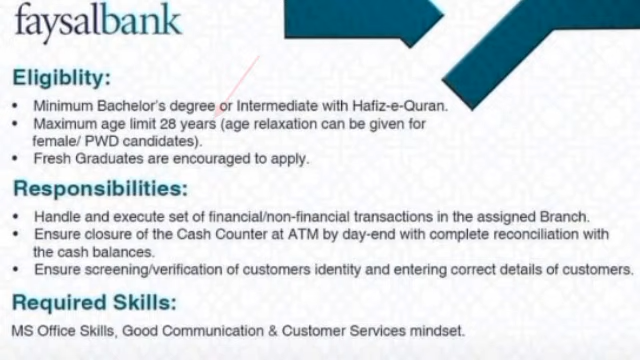 faysalbank
Eligiblity:
• Minimum Bachelor's degree or Intermediate with Hafiz-e-Quran.
• Maximum age limit 28 years (age relaxation can be given for
female/ PWD candidates).
• Fresh Graduates are encouraged to apply.
Responsibilities:
• Handle and execute set of financial/non-financial transactions in the assigned Branch.
• Ensure closure of the Cash Counter at ATM by day-end with complete reconciliation with
the cash balances.
• Ensure screening/verification of customers identity and entering correct details of customers.
Required Skills:
MS Office Skills, Good Communication & Customer Services mindset.